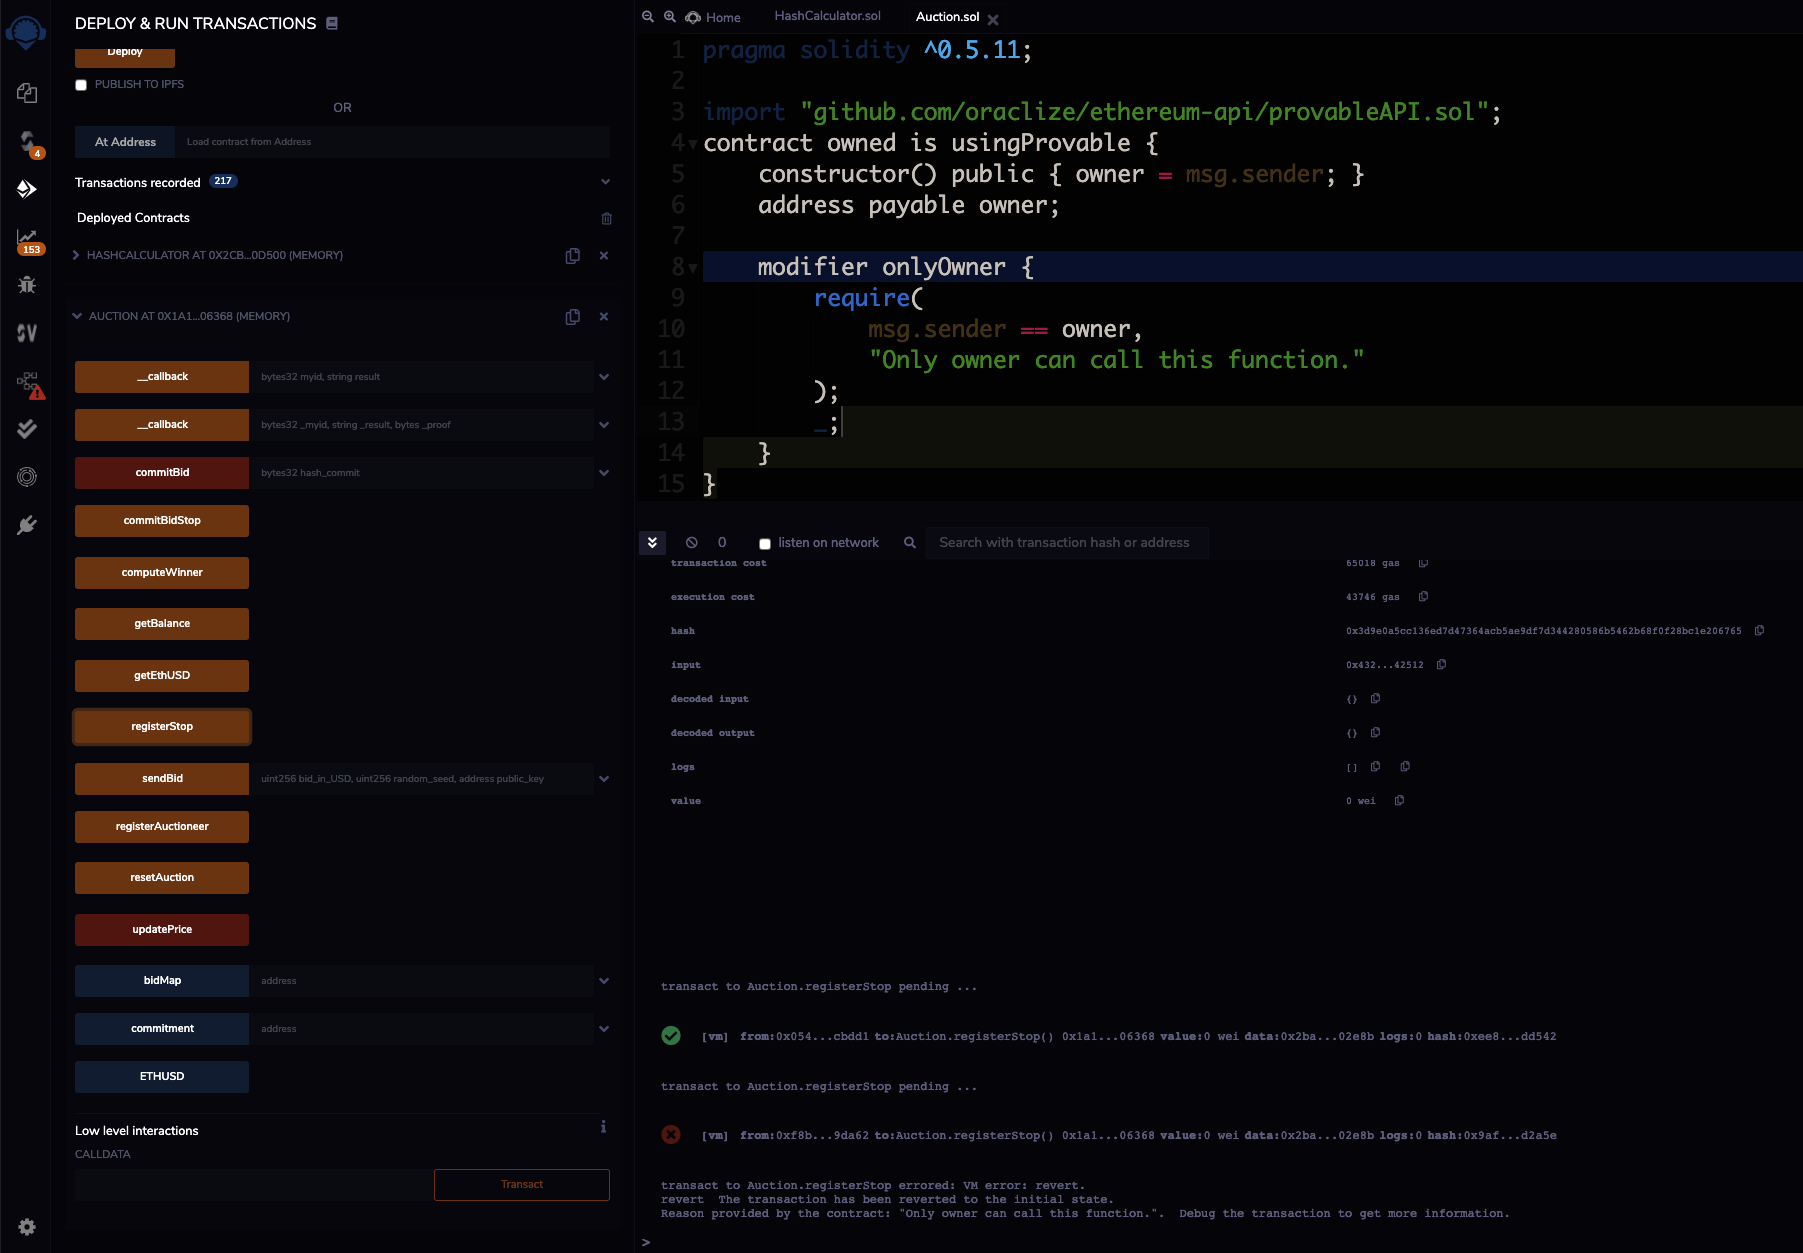 DEPLOY & RUN TRANSACTIONS
Deploy
PUBLISH TO IPFS
OR
At Address
Load contract from Address
Transactions recorded 217
Deployed Contracts
HASHCALCULATOR AT 0X2CB...0D500 (MEMORY)
AUCTION AT 0X1A1...06368 (MEMORY)
__callback bytes32 myid, string result
__callback bytes32 _myid, string _result, bytes _proof
commitBid bytes32 hash_commit
commitBidStop
computeWinner
getBalance
getEthUSD
registerStop
sendBid uint256 bid_in_USD, uint256 random_seed, address public_key
registerAuctioneer
resetAuction
updatePrice
bidMap address
commitment address
ETHUSD
Low level interactions
i
CALLDATA
Transact
4
153
SV
Home HashCalculator.sol Auction.sol
1 pragma solidity ^0.5.11;
2
3 import "github.com/oraclize/ethereum-api/provableAPI.sol";
4 contract owned is usingProvable {
5 constructor() public { owner = msg.sender; }
6 address payable owner;
7
8 modifier onlyOwner {
9 require(
10 msg.sender == owner,
11 "Only owner can call this function."
12 );
13 _;
14 }
15 }
0 listen on network Search with transaction hash or address
transaction cost 65018 gas
execution cost 43746 gas
hash 0x3d9e0a5cc136ed7d47364acb5ae9df7d344280586b5462b68f0f28bc1e206765
input 0x432...42512
decoded input {}
decoded output {}
logs []
value 0 wei
transact to Auction.registerStop pending ...
[vm] from:0x054...cbdd1 to:Auction.registerStop() 0x1a1...06368 value:0 wei data:0x2ba...02e8b logs:0 hash:0xee8...dd542
transact to Auction.registerStop pending ...
[vm] from:0xf8b...9da62 to:Auction.registerStop() 0x1a1...06368 value:0 wei data:0x2ba...02e8b logs:0 hash:0x9af...d2a5e
transact to Auction.registerStop errored: VM error: revert.
revert The transaction has been reverted to the initial state.
Reason provided by the contract: "Only owner can call this function.". Debug the transaction to get more information.
>